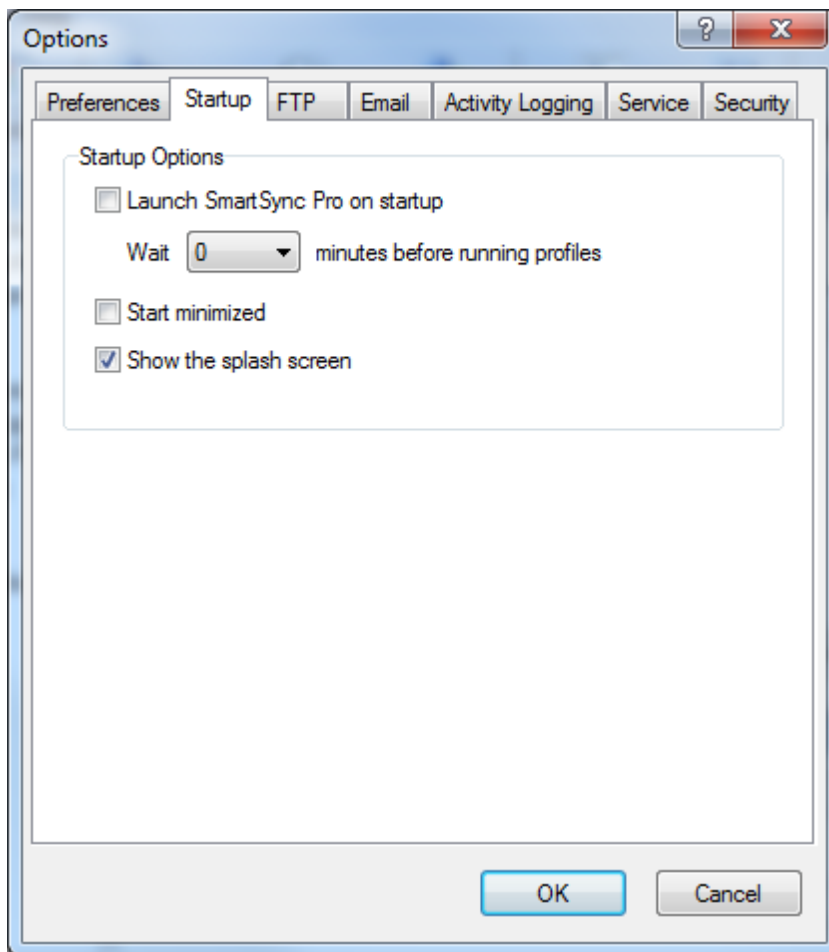 Options
Preferences Startup FTP Email Activity Logging Service Security
Startup Options
Launch SmartSync Pro on startup
Wait 0 minutes before running profiles
Start minimized
Show the splash screen
OK Cancel